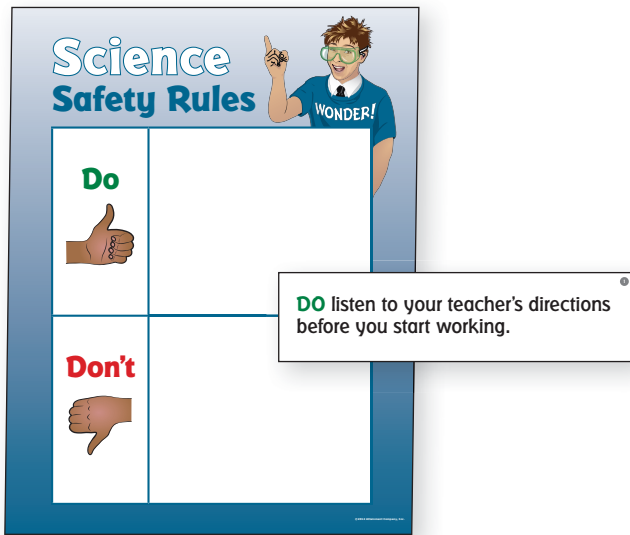 Science
Safety Rules
WONDER!
Do
DO listen to your teacher's directions
before you start working.
Don't